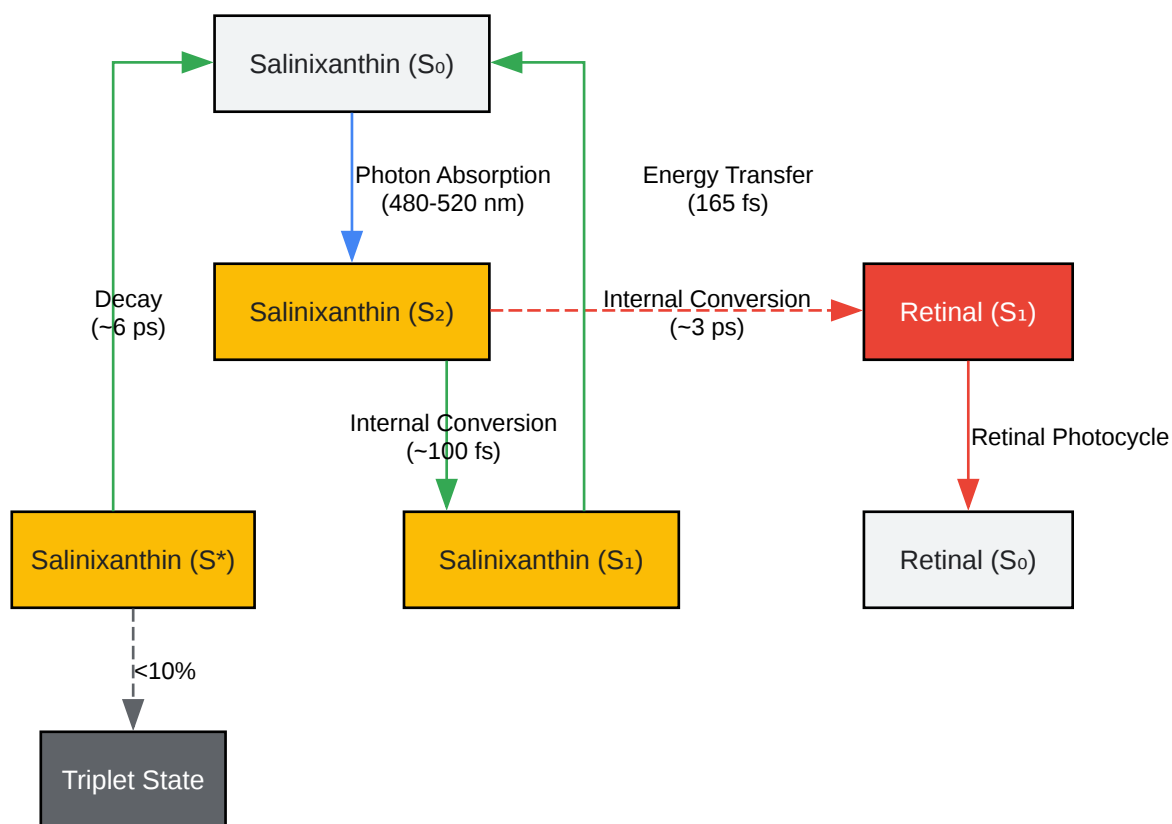 Salinixanthin (S₀)
Photon Absorption
(480-520 nm)
Energy Transfer
(165 fs)
Decay
(~6 ps)
Salinixanthin (S₂)
Internal Conversion
(~3 ps)
Retinal (S₁)
Internal Conversion
(~100 fs)
Retinal Photocycle
Salinixanthin (S*)
Salinixanthin (S₁)
Retinal (S₀)
<10%
Triplet State